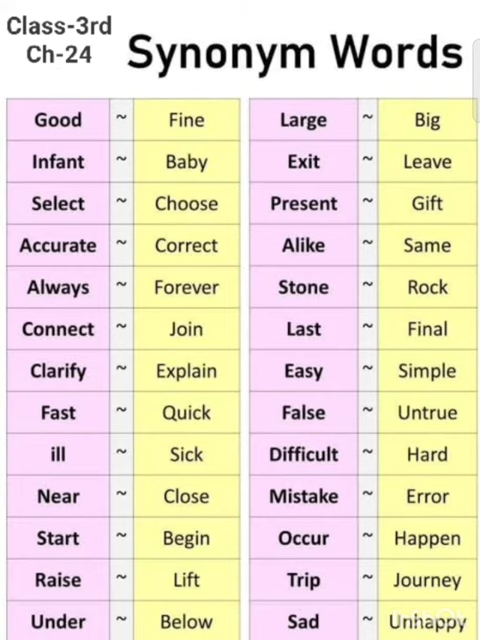 Class-3rd
Ch-24
Synonym Words
Good ~ Fine
Infant ~ Baby
Select ~ Choose
Accurate ~ Correct
Always ~ Forever
Connect ~ Join
Clarify ~ Explain
Fast ~ Quick
ill ~ Sick
Near ~ Close
Start ~ Begin
Raise ~ Lift
Under ~ Below
Large ~ Big
Exit ~ Leave
Present ~ Gift
Alike ~ Same
Stone ~ Rock
Last ~ Final
Easy ~ Simple
False ~ Untrue
Difficult ~ Hard
Mistake ~ Error
Occur ~ Happen
Trip ~ Journey
Sad ~ Unhappy